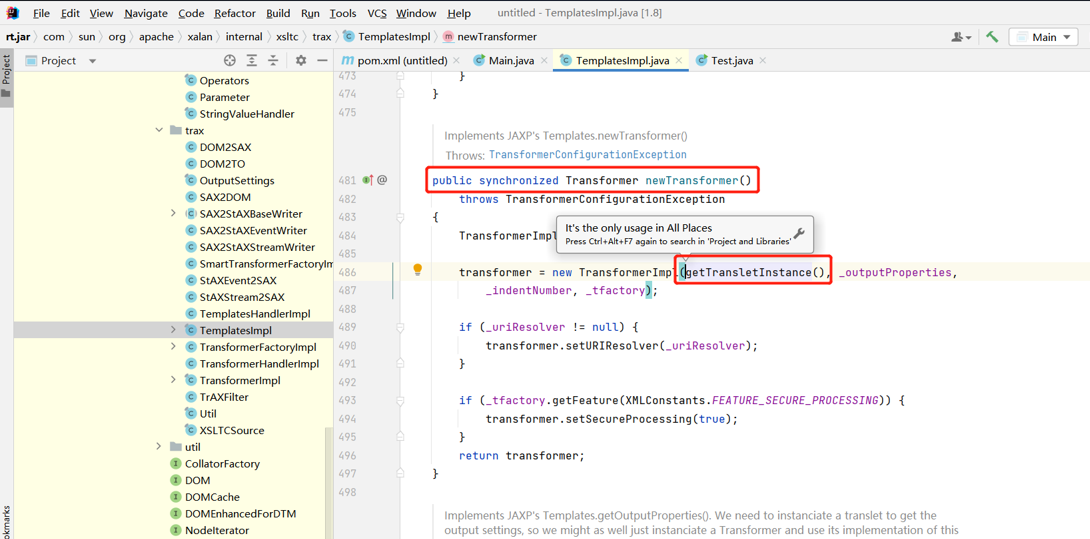 File Edit View Navigate Code Refactor Build Run Tools VCS Window Help untitled - TemplatesImpl.java [1.8]
rt.jar com sun org apache xalan internal xsltc trax TemplatesImpl newTransformer Main
Project Project pom.xml (untitled) Main.java TemplatesImpl.java Test.java
Operators
Parameter
StringValueHandler
trax
DOM2SAX
DOM2TO
OutputSettings
SAX2DOM
SAX2StAXBaseWriter
SAX2StAXEventWriter
SAX2StAXStreamWriter
SmartTransformerFactoryIm
StAXEvent2SAX
StAXStream2SAX
TemplatesHandlerImpl
TemplatesImpl
TransformerFactoryImpl
TransformerHandlerImpl
TransformerImpl
TrAXFilter
Util
XSLTCSource
util
CollatorFactory
DOM
DOMCache
DOMEnhancedForDTM
NodeIterator
okmarks
473 }
474 }
475
Implements JAXP's Templates.newTransformer()
Throws: TransformerConfigurationException
481 @ public synchronized Transformer newTransformer()
482 throws TransformerConfigurationException
483 {
484 TransformerImpl
It's the only usage in All Places
Press Ctrl+Alt+F7 again to search in 'Project and Libraries'
485
486 transformer = new TransformerImpl(getTransletInstance(), _outputProperties,
487 _indentNumber, _tfactory);
488
489 if (_uriResolver != null) {
490 transformer.setURIResolver(_uriResolver);
491 }
492
493 if (_tfactory.getFeature(XMLConstants.FEATURE_SECURE_PROCESSING)) {
494 transformer.setSecureProcessing(true);
495 }
496 return transformer;
497 }
498
Implements JAXP's Templates.getOutputProperties(). We need to instanciate a translet to get the
output settings, so we might as well just instanciate a Transformer and use its implementation of this